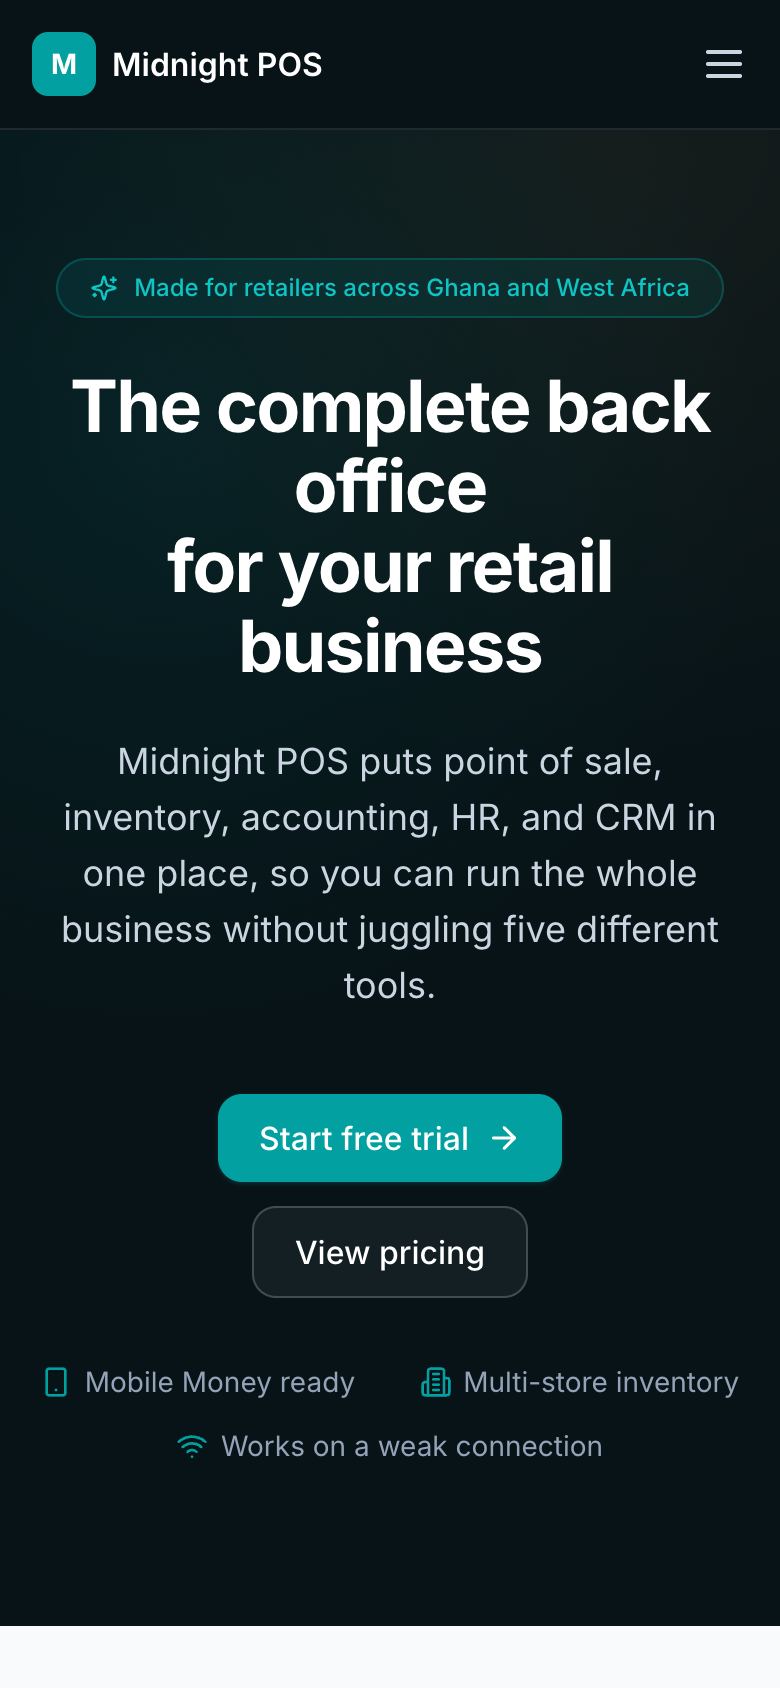 M
Midnight POS
Made for retailers across Ghana and West Africa
The complete back
office
for your retail
business
Midnight POS puts point of sale,
inventory, accounting, HR, and CRM in
one place, so you can run the whole
business without juggling five different
tools.
Start free trial
View pricing
Mobile Money ready
Multi-store inventory
Works on a weak connection